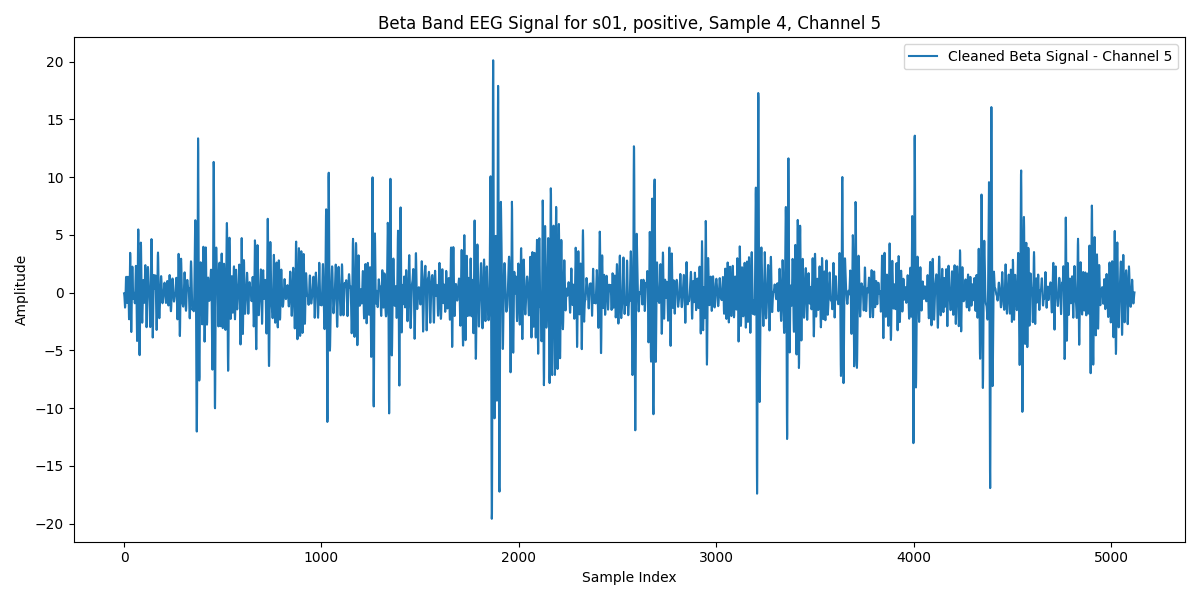 Beta Band EEG Signal for s01, positive, Sample 4, Channel 5
Cleaned Beta Signal - Channel 5
Amplitude
20
15
10
5
0
−5
−10
−15
−20
0 1000 2000 3000 4000 5000
Sample Index